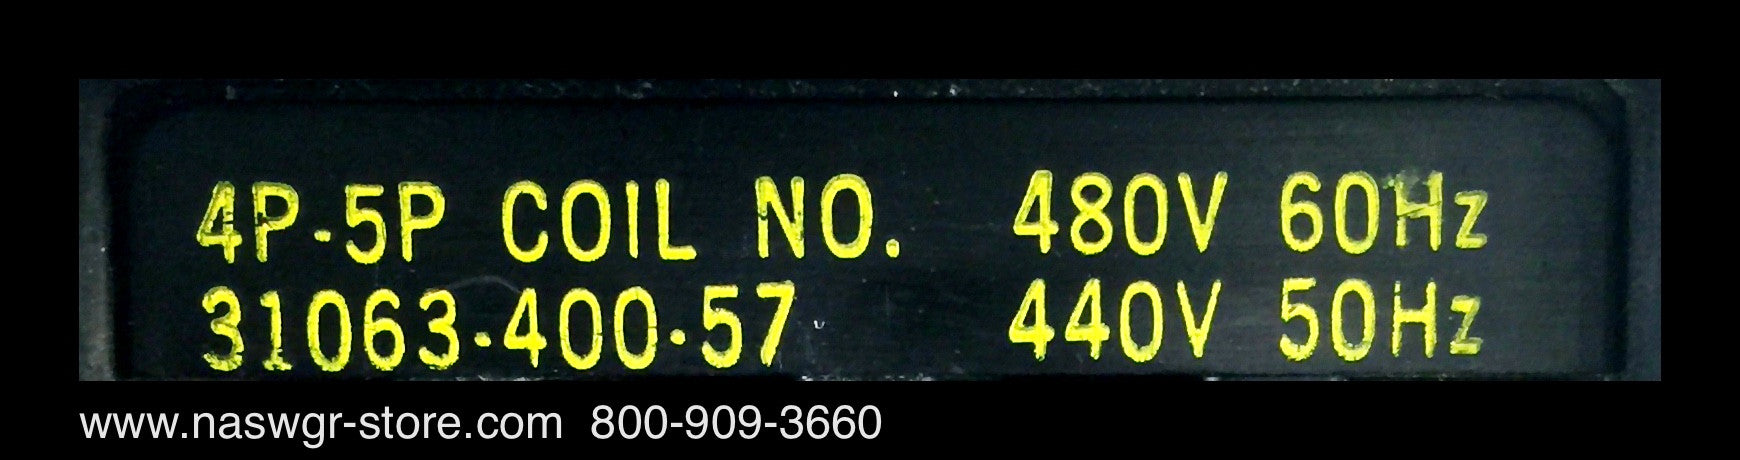 4P-5P COIL NO. 480V 60Hz
31063-400-57 440V 50Hz
www.naswgr-store.com 800-909-3660